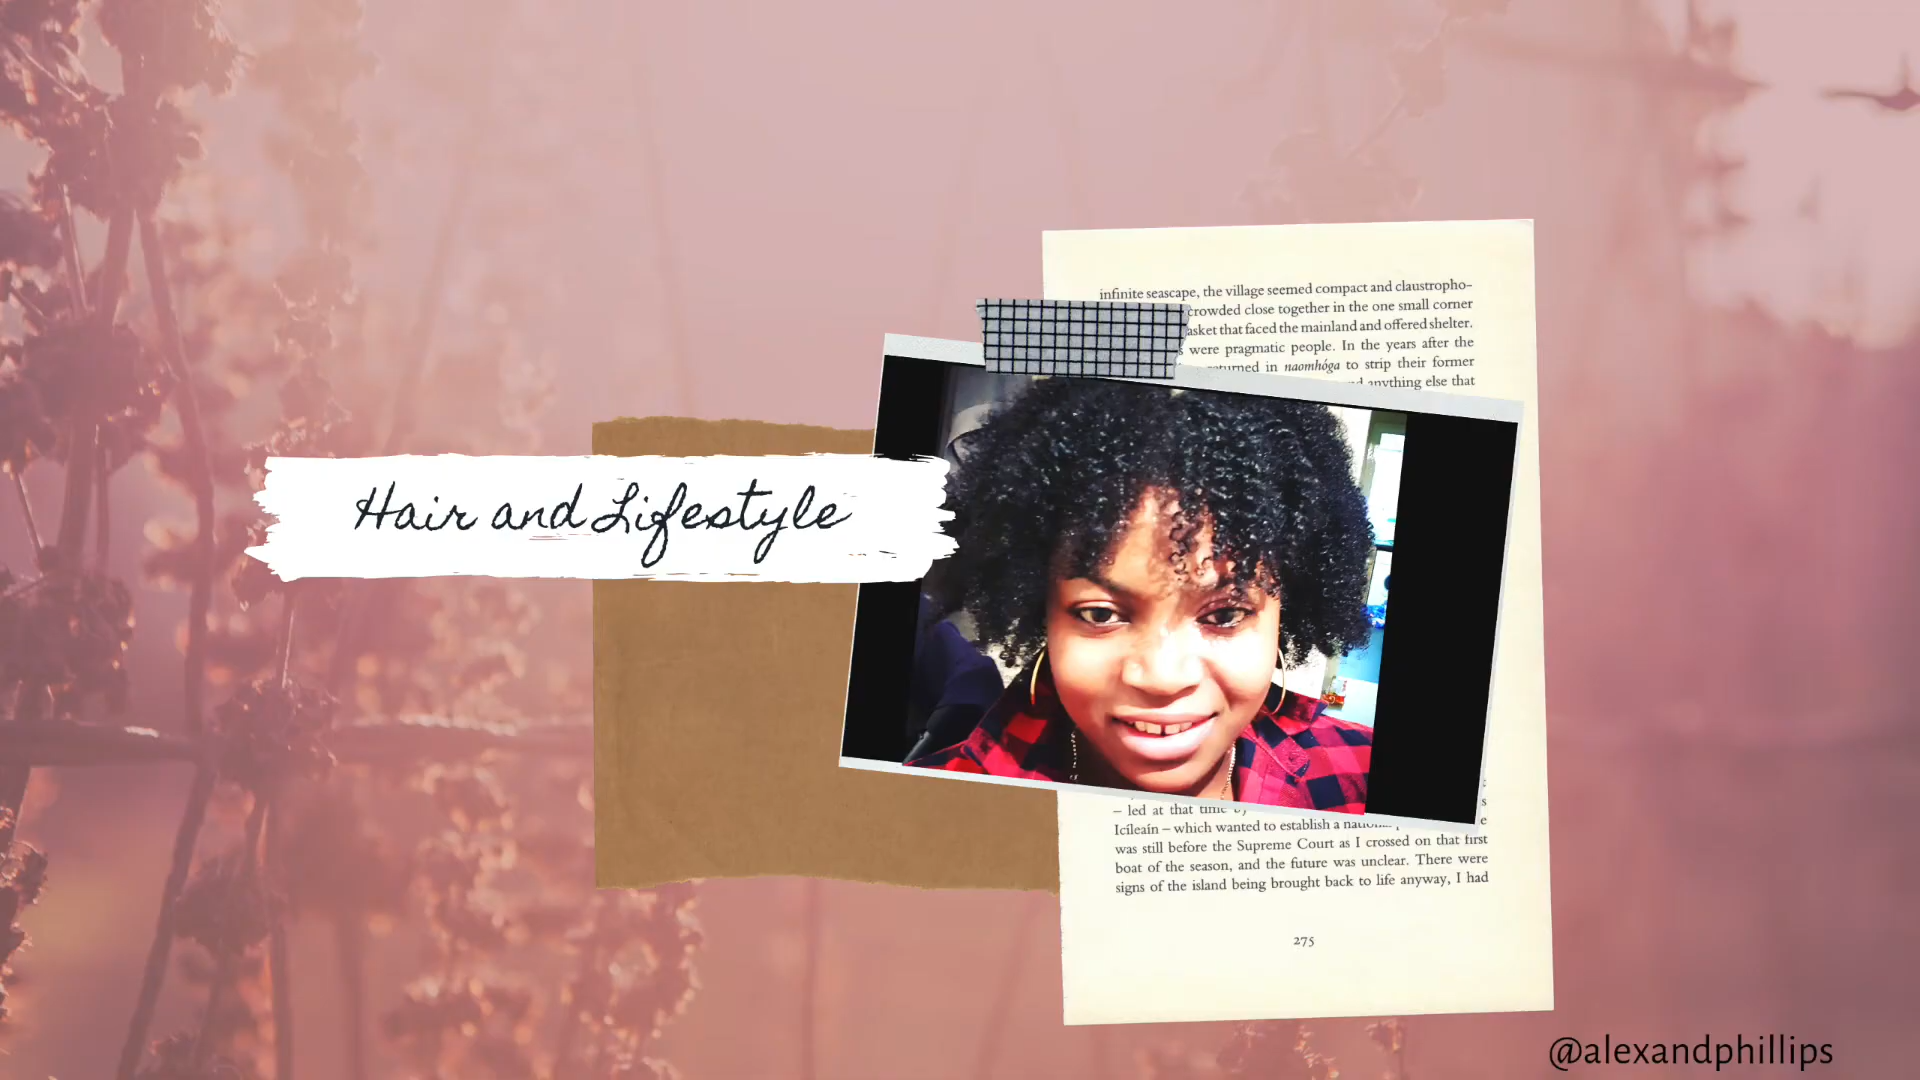 Hair and Lifestyle
infinite seascape, the village seemed compact and claustropho-
crowded close together in the one small corner
asket that faced the mainland and offered shelter.
were pragmatic people. In the years after the
in naomhóga to strip their former
anything else that
– led at that time
Icíleaín – which wanted to establish a
was still before the Supreme Court as I crossed on that first
boat of the season, and the future was unclear. There were
signs of the island being brought back to life anyway, I had
275
@alexandphillips